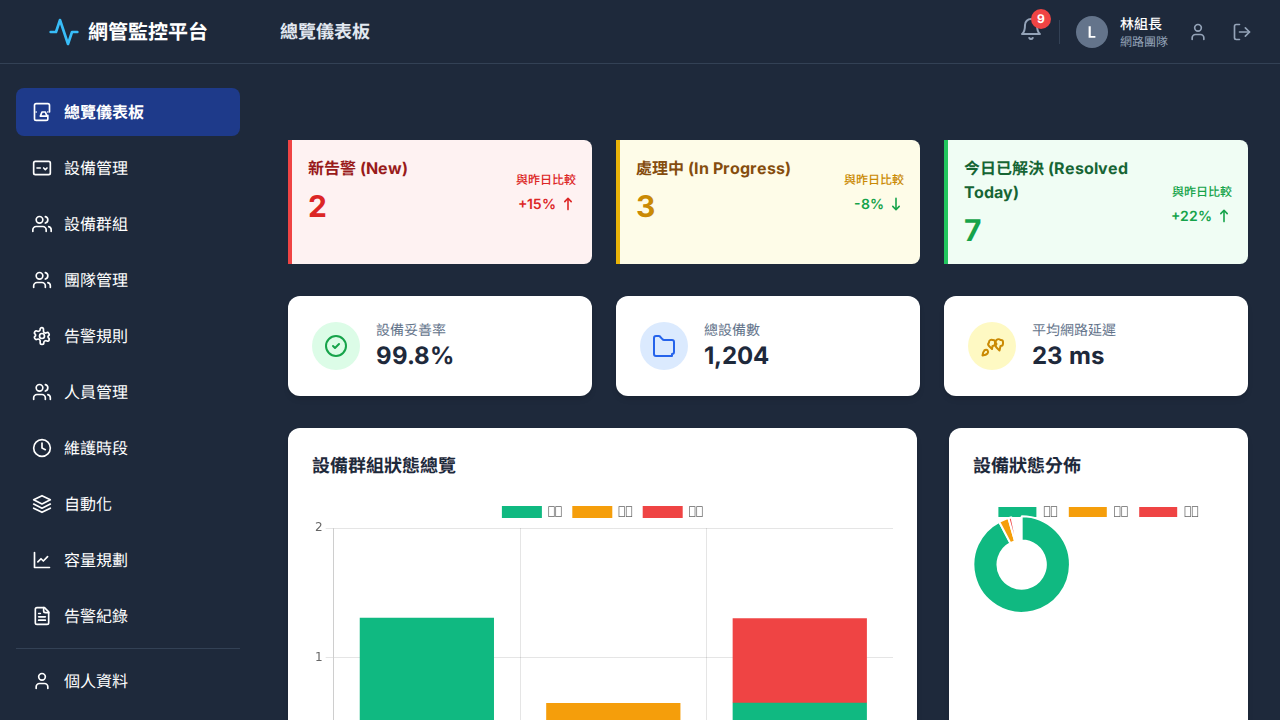 網管監控平台
總覽儀表板
9
L
林組長
網路團隊
總覽儀表板
設備管理
設備群組
團隊管理
告警規則
人員管理
維護時段
自動化
容量規劃
告警紀錄
個人資料
新告警 (New)
2
與昨日比較
+15%
處理中 (In Progress)
3
與昨日比較
-8%
今日已解決 (Resolved
Today)
7
與昨日比較
+22%
設備妥善率
99.8%
總設備數
1,204
平均網路延遲
23 ms
設備群組狀態總覽
2
1
設備狀態分佈